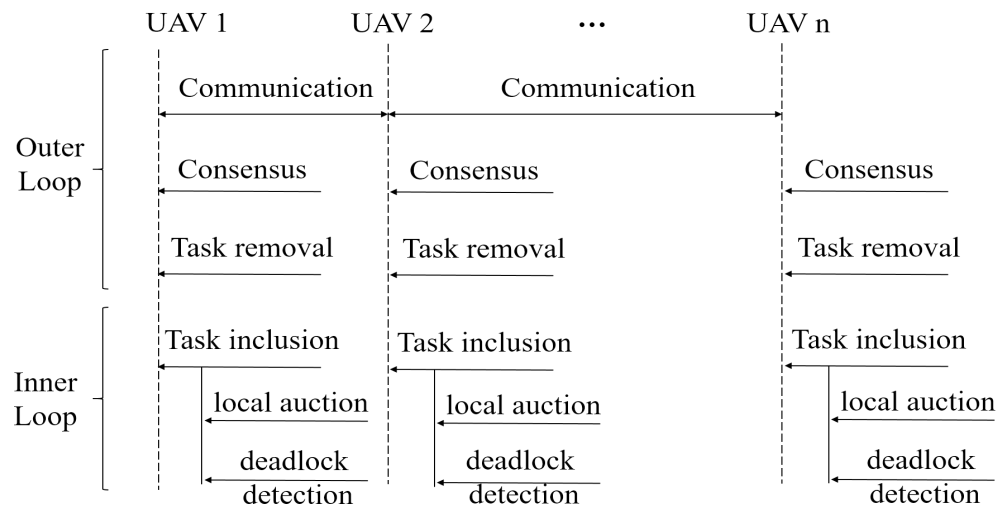 UAV 1 UAV 2 ... UAV n
Communication Communication
Outer
Loop
Consensus Consensus Consensus
Task removal Task removal Task removal
Task inclusion Task inclusion Task inclusion
Inner
Loop
local auction local auction local auction
deadlock deadlock deadlock
detection detection detection